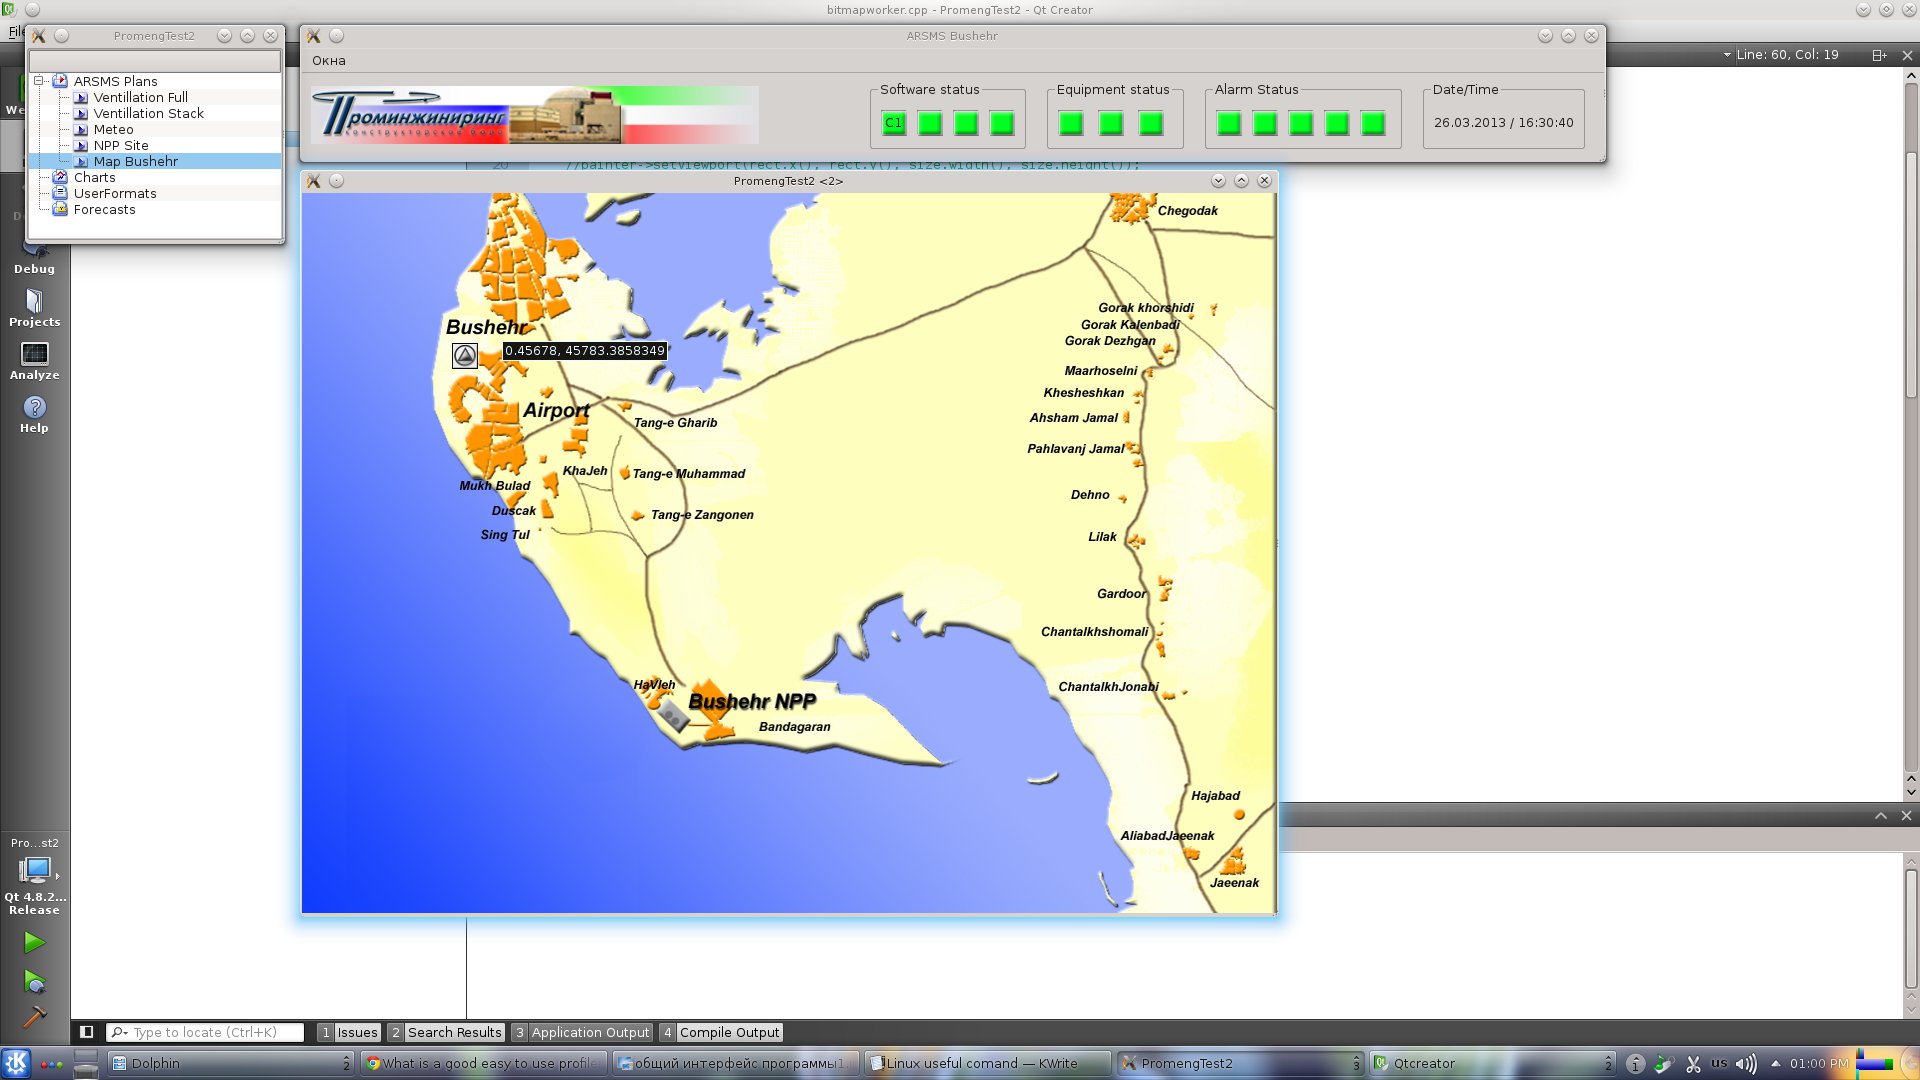 bitmapworker.cpp - PromengTest2 - Qt Creator
PromengTest2
ARSMS Plans
Ventillation Full
Ventillation Stack
Meteo
NPP Site
Map Bushehr
Charts
UserFormats
Forecasts
ARSMS Bushehr
Окна
Проминжиниринг
Software status
C1
Equipment status
Alarm Status
Date/Time
26.03.2013 / 16:30:40
Line: 60, Col: 19
//painter->setViewport(rect.x(), rect.y(), size.width(), size.height());
PromengTest2 <2>
Chegodak
Gorak khorshidi
Gorak Kalenbadi
Gorak Dezhgan
Bushehr
0.45678, 45783.3858349
Maarhoselni
Khesheshkan
Airport
Ahsham Jamal
Tang-e Gharib
Pahlavanj Jamal
KhaJeh
Tang-e Muhammad
Mukh Bulad
Dehno
Duscak
Tang-e Zangonen
Sing Tul
Lilak
Gardoor
Chantalkhshomali
HaVleh
ChantalkhJonabi
Bushehr NPP
Bandagaran
Hajabad
AliabadJaeenak
Jaeenak
Debug
Projects
Analyze
Help
Pro...st2
Qt 4.8.2...
Release
Type to locate (Ctrl+K)
1 Issues
2 Search Results
3 Application Output
4 Compile Output
Dolphin
2
What is a good easy to use profile
общий интерфейс программы1.
Linux useful comand — KWrite
PromengTest2
3
Qtcreator
2
us
01:00 PM